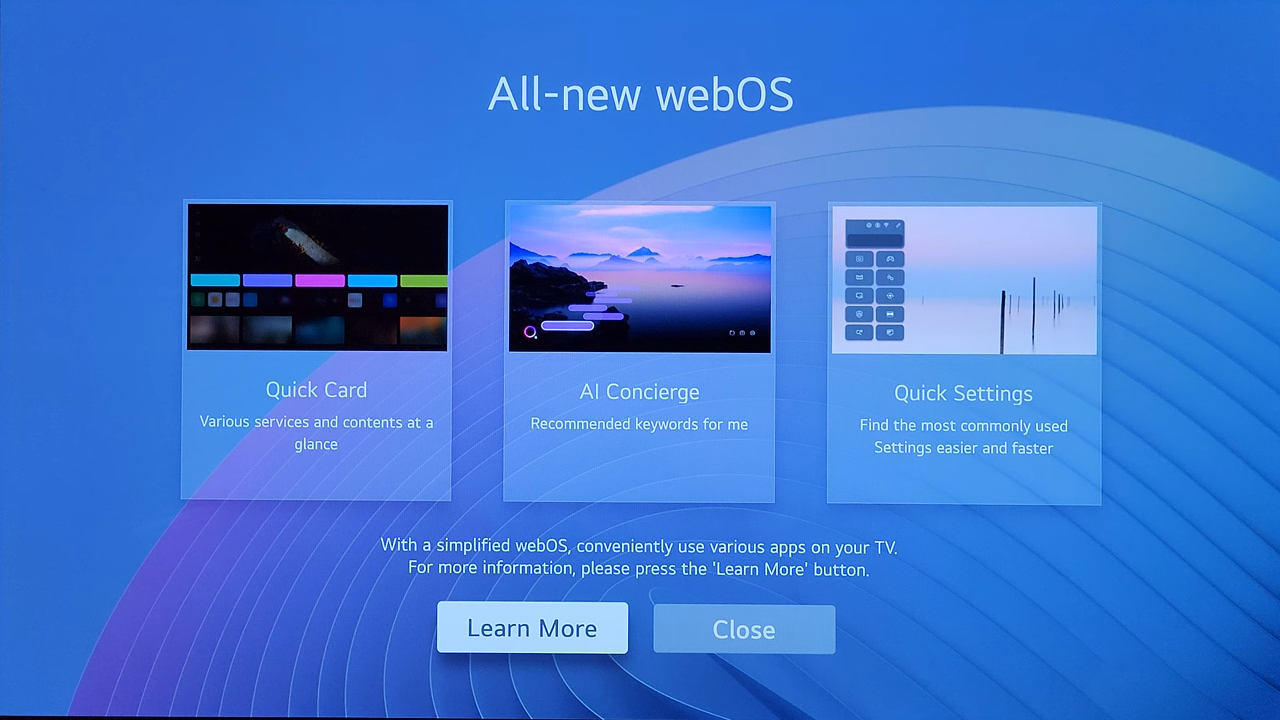 All-new webOS
Quick Card
Various services and contents at a
glance
AI Concierge
Recommended keywords for me
Quick Settings
Find the most commonly used
Settings easier and faster
With a simplified webOS, conveniently use various apps on your TV.
For more information, please press the 'Learn More' button.
Learn More
Close